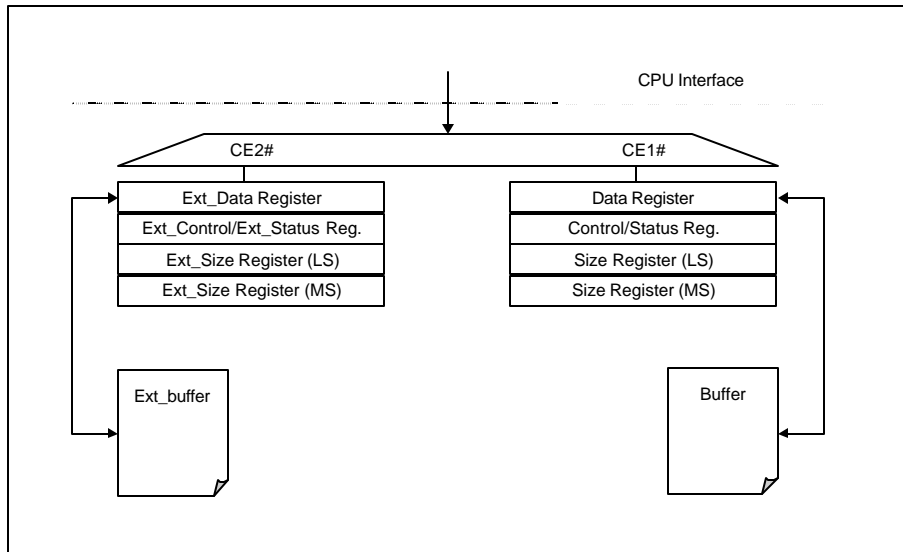 CPU Interface
CE2#
CE1#
Ext_Data Register
Data Register
Ext_Control/Ext_Status Reg.
Control/Status Reg.
Ext_Size Register (LS)
Size Register (LS)
Ext_Size Register (MS)
Size Register (MS)
Ext_buffer
Buffer